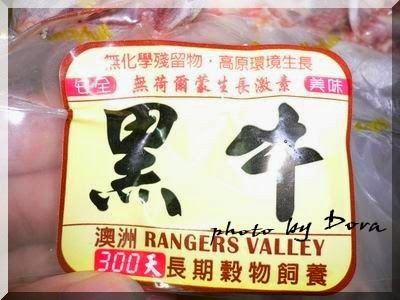 無化學殘留物·高原環境生長
安全 無荷爾蒙生長激素 美味
黑牛
photo by Dora
澳洲 RANGERS VALLEY
300天長期穀物飼養